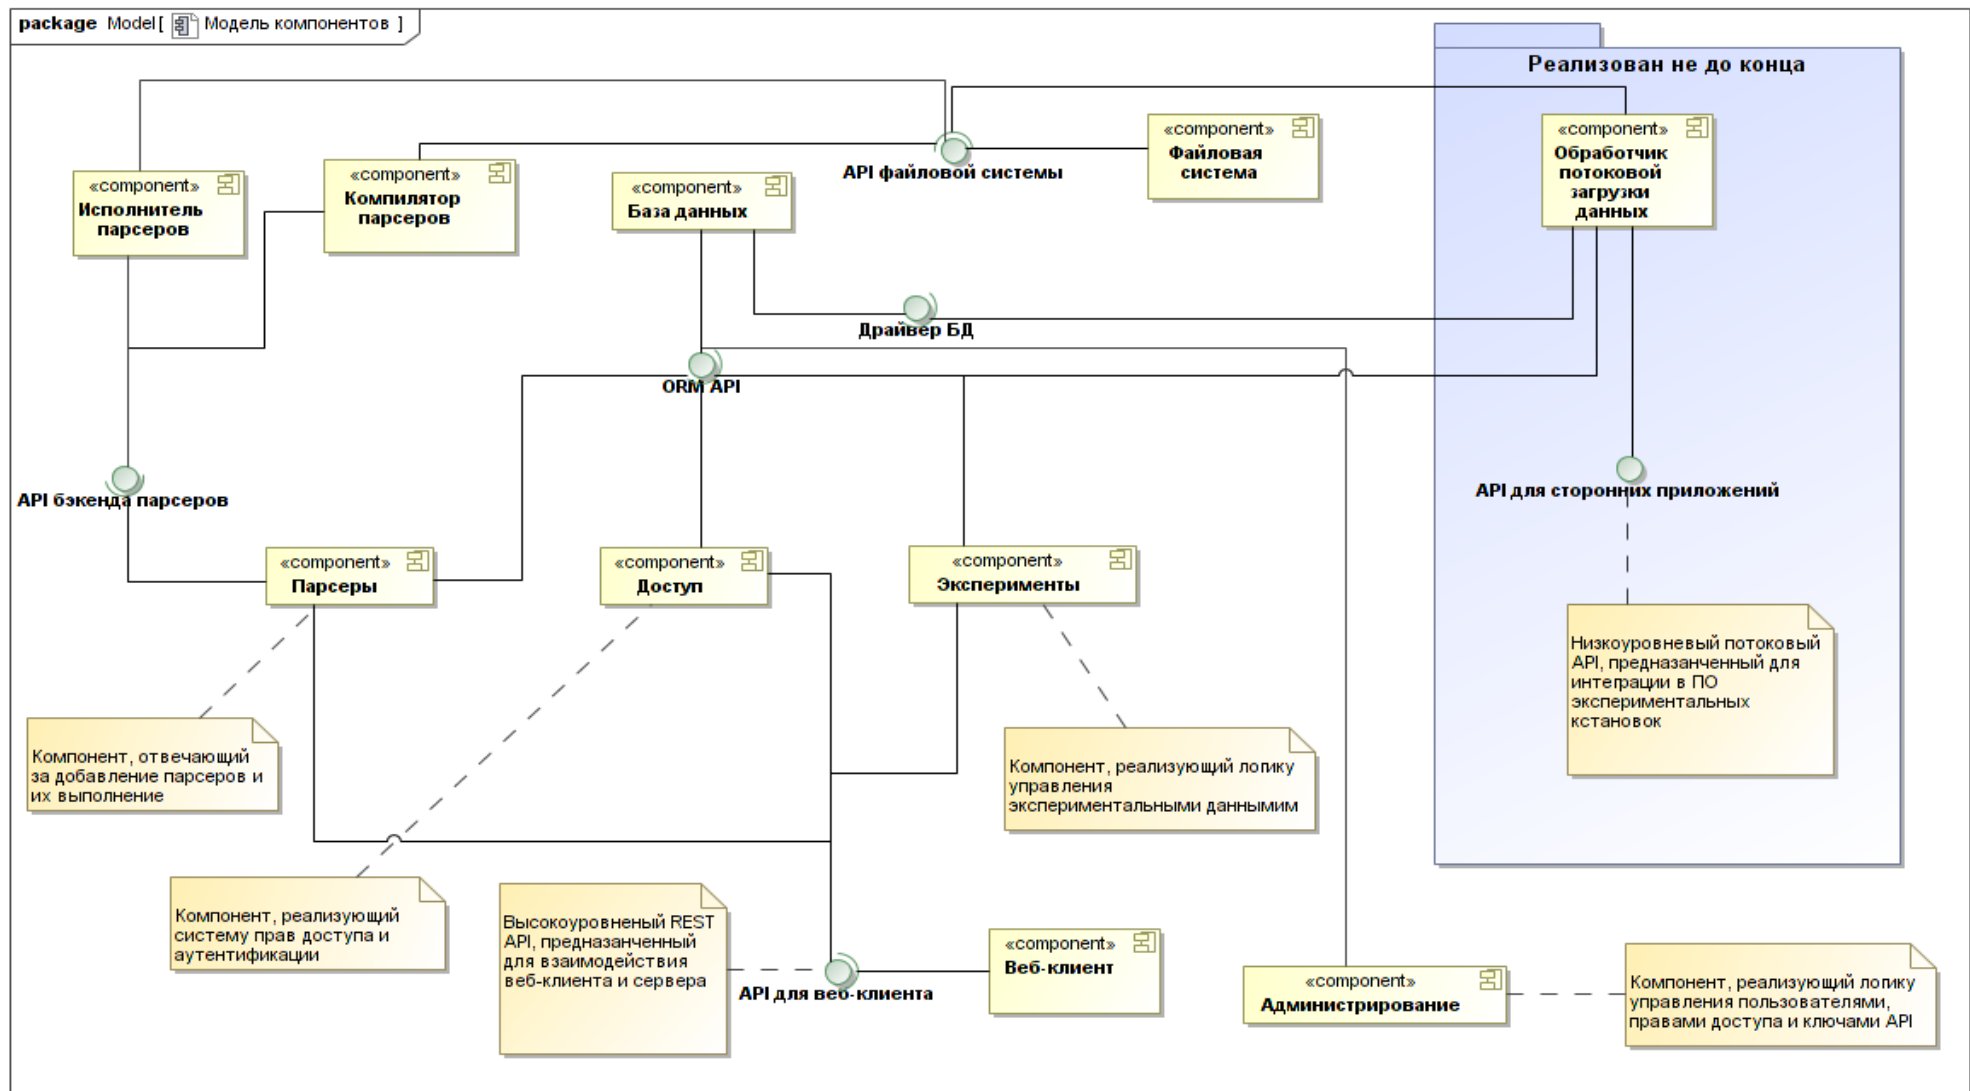 package Model [ Модель компонентов ]
Реализован не до конца
«component»
Исполнитель
парсеров
«component»
Компилятор
парсеров
«component»
База данных
API файловой системы
«component»
Файловая
система
«component»
Обработчик
потоковой
загрузки
данных
Драйвер БД
ORM API
API бэкенда парсеров
API для сторонних приложений
«component»
Парсеры
«component»
Доступ
«component»
Эксперименты
Низкоуровневый потоковый
API, предназанченный для
интеграции в ПО
экспериментальных
кстановок
Компонент, отвечающий
за добавление парсеров и
их выполнение
Компонент, реализующий логику
управления
экспериментальными данными­м
Компонент, реализующий
систему прав доступа и
аутентификации
Высокоуровненый REST
API, предназанченный
для взаимодействия
веб-клиента и сервера
API для веб-клиента
«component»
Веб-клиент
«component»
Администрирование
Компонент, реализующий логику
управления пользователями,
правами доступа и ключами API